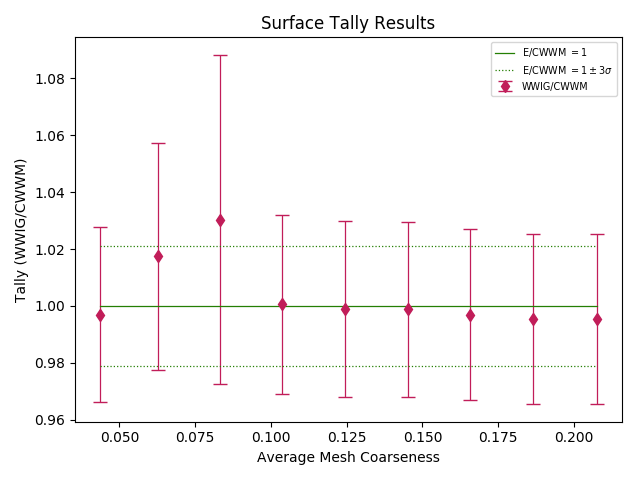 Surface Tally Results
E/CWWM = 1
E/CWWM = 1 ± 3σ
WWIG/CWWM
Tally (WWIG/CWWM)
1.08
1.06
1.04
1.02
1.00
0.98
0.96
0.050 0.075 0.100 0.125 0.150 0.175 0.200
Average Mesh Coarseness